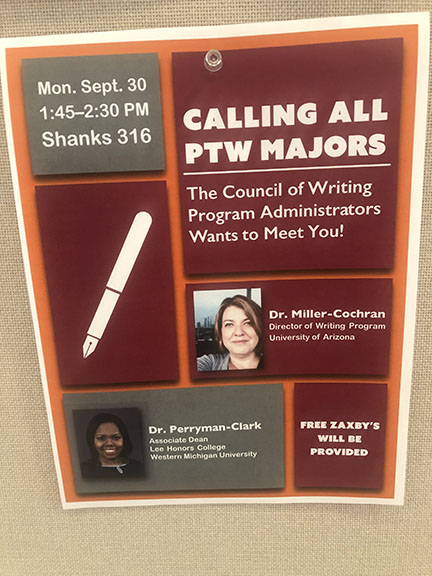 Mon. Sept. 30
1:45–2:30 PM
Shanks 316
CALLING ALL
PTW MAJORS
The Council of Writing
Program Administrators
Wants to Meet You!
Dr. Miller-Cochran
Director of Writing Program
University of Arizona
Dr. Perryman-Clark
Associate Dean
Lee Honors College
Western Michigan University
FREE ZAXBY'S
WILL BE
PROVIDED